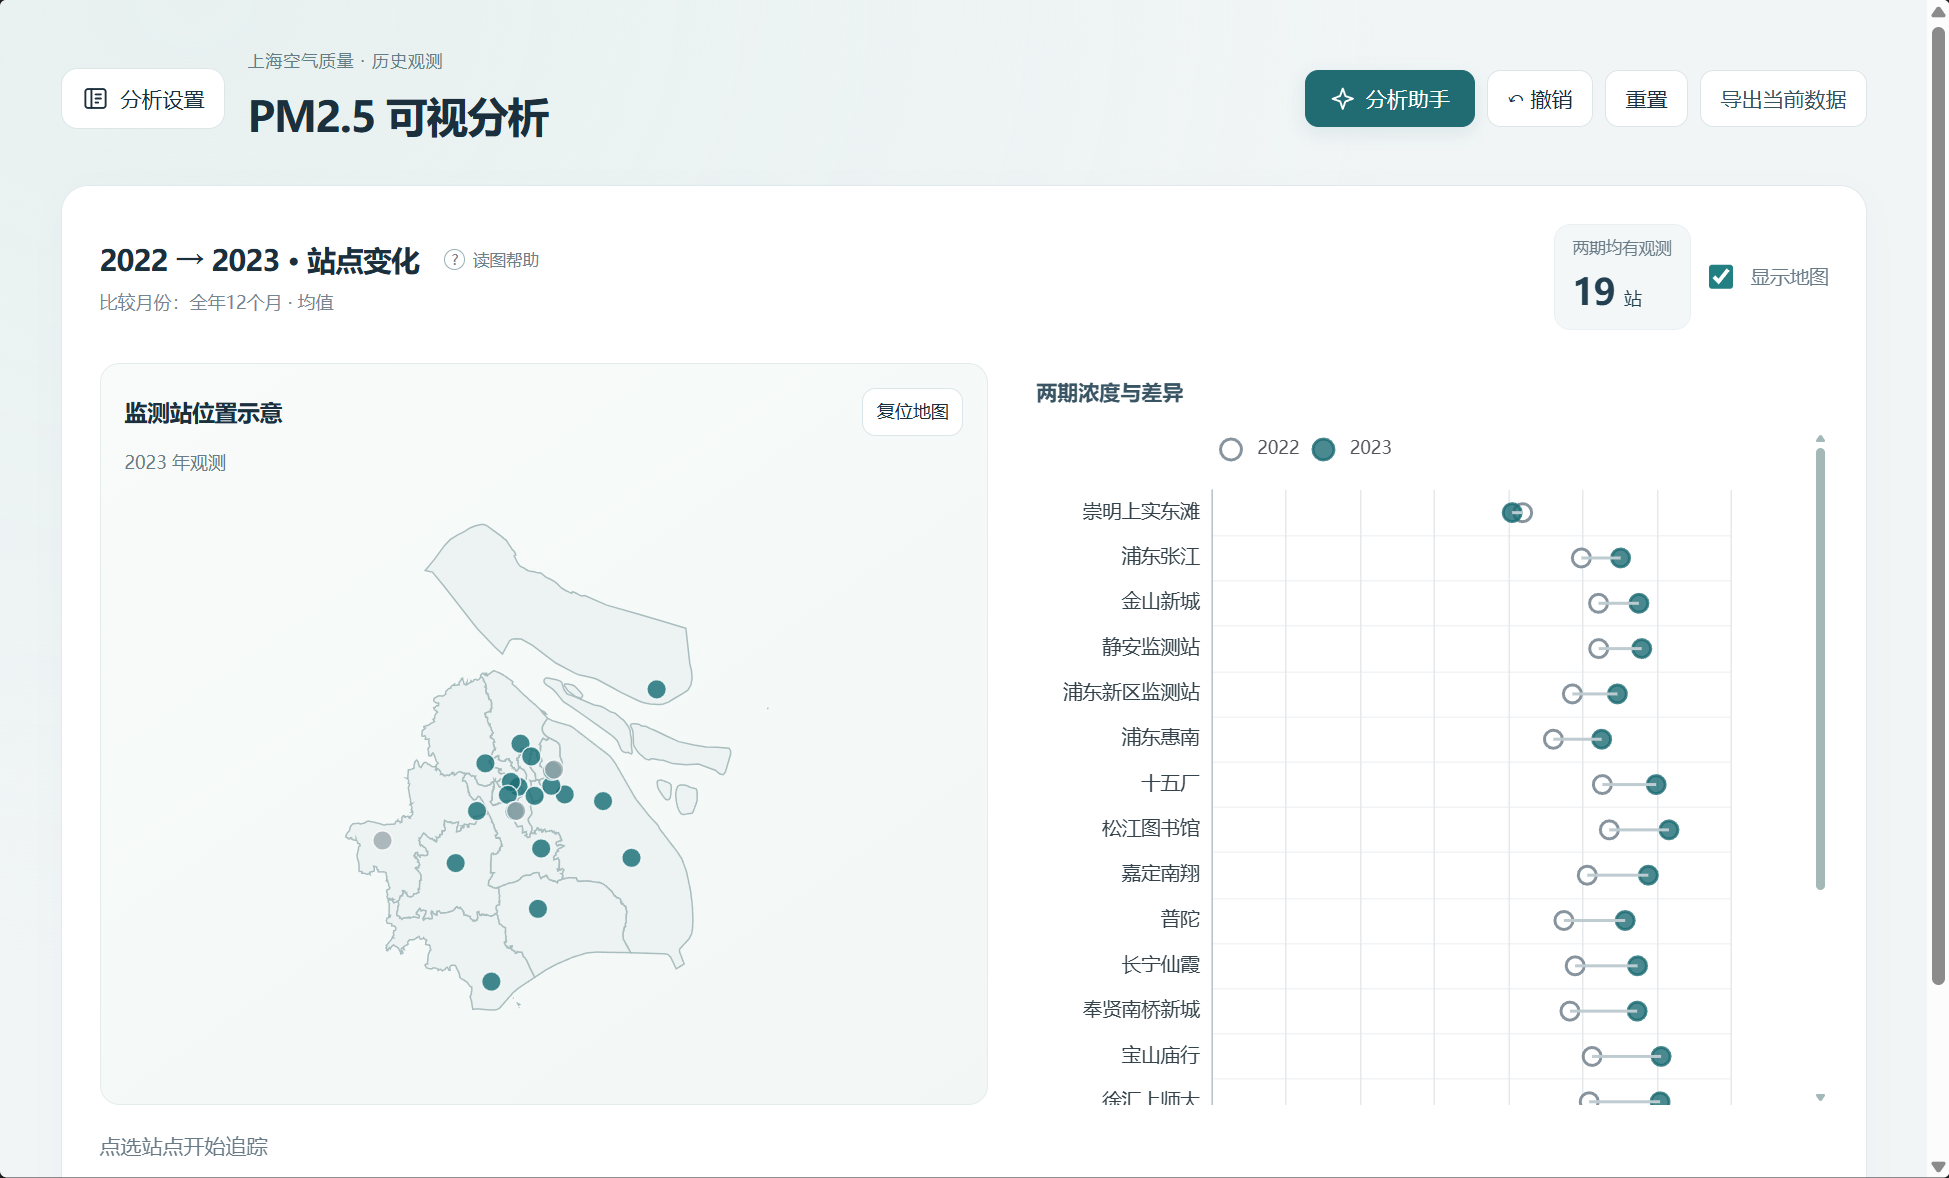 分析设置
上海空气质量 · 历史观测
PM2.5 可视分析
分析助手
撤销
重置
导出当前数据
2022 → 2023 • 站点变化
? 读图帮助
比较月份：全年12个月 · 均值
两期均有观测
19 站
显示地图
监测站位置示意
复位地图
2023 年观测
两期浓度与差异
2022
2023
崇明上实东滩
浦东张江
金山新城
静安监测站
浦东新区监测站
浦东惠南
十五厂
松江图书馆
嘉定南翔
普陀
长宁仙霞
奉贤南桥新城
宝山庙行
徐汇上师大
点选站点开始追踪